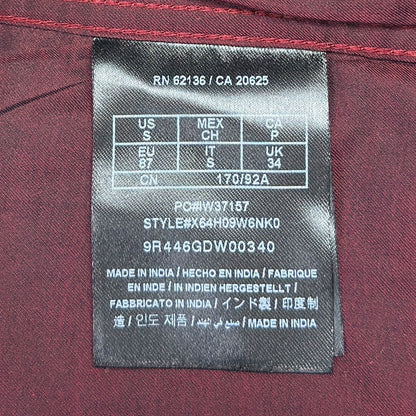 RN 62136 / CA 20625
US MEX CA
S CH P
EU IT UK
87 S 34
CN 170/92A
PO#IW37157
STYLE#X64H09W6NK0
9R446GDW00340
MADE IN INDIA / HECHO EN INDIA / FABRIQUE
EN INDE / IN INDIEN HERGESTELLT /
FABBRICATO IN INDIA / インド製 / 印度制
造 / 인도 제품 / صنع في الهند / MADE IN INDIA